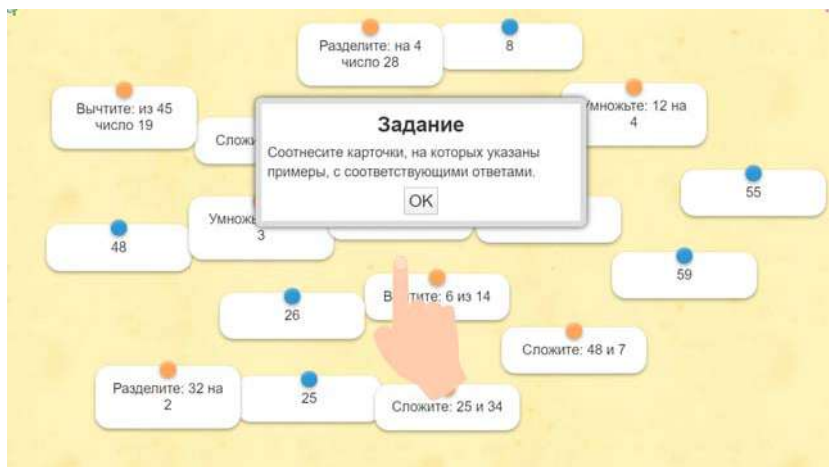 Разделите: на 4
число 28
8
Вычтите: из 45
число 19
Умножьте: 12 на
4
Задание
Соотнесите карточки, на которых указаны
примеры, с соответствующими ответами.
OK
55
3
48
59
26
6 из 14
Сложите: 48 и 7
Разделите: 32 на
2
25
Сложите: 25 и 34